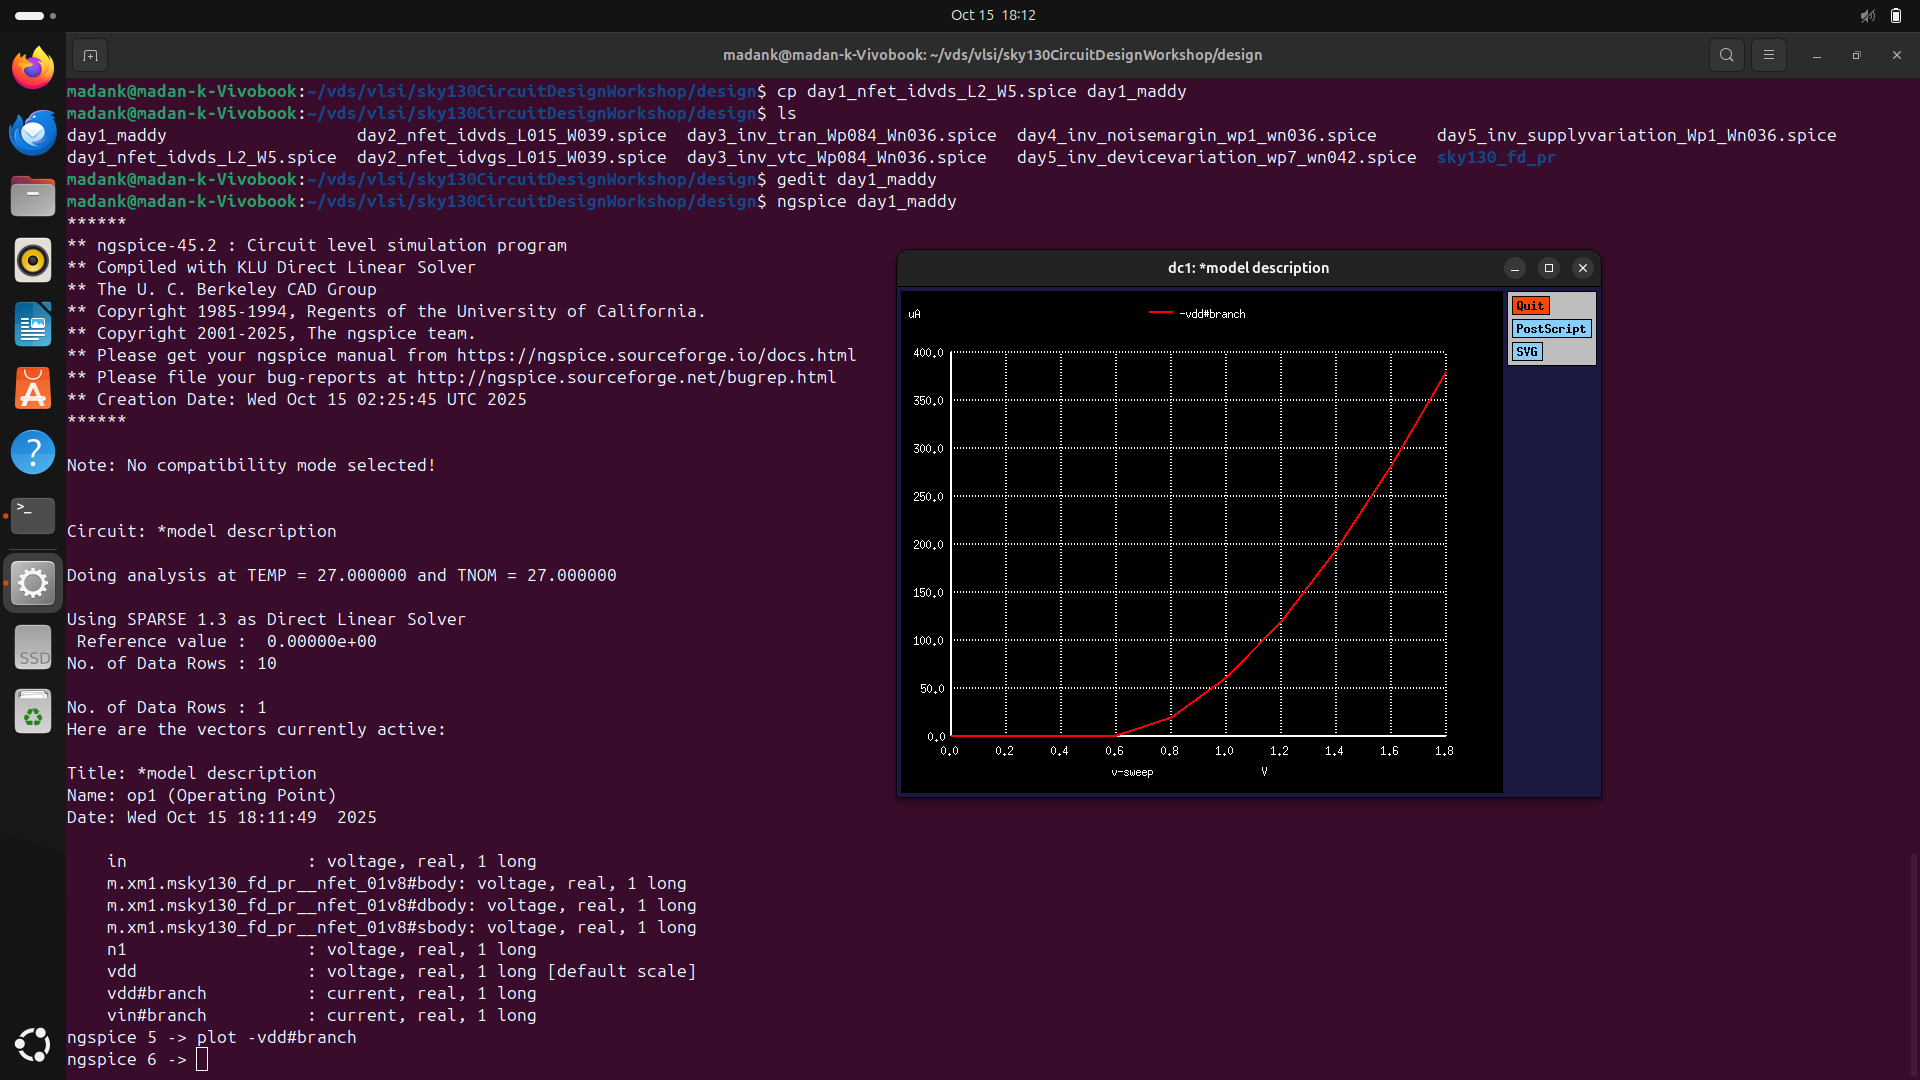 Oct 15 18:12
madank@madan-k-Vivobook: ~/vds/vlsi/sky130CircuitDesignWorkshop/design
madank@madan-k-Vivobook:~/vds/vlsi/sky130CircuitDesignWorkshop/design$ cp day1_nfet_idvds_L2_W5.spice day1_maddy
madank@madan-k-Vivobook:~/vds/vlsi/sky130CircuitDesignWorkshop/design$ ls
day1_maddy day2_nfet_idvds_L015_W039.spice day3_inv_tran_Wp084_Wn036.spice day4_inv_noisemargin_wp1_wn036.spice day5_inv_supplyvariation_Wp1_Wn036.spice
day1_nfet_idvds_L2_W5.spice day2_nfet_idvgs_L015_W039.spice day3_inv_vtc_Wp084_Wn036.spice day5_inv_devicevariation_wp7_wn042.spice sky130_fd_pr
madank@madan-k-Vivobook:~/vds/vlsi/sky130CircuitDesignWorkshop/design$ gedit day1_maddy
madank@madan-k-Vivobook:~/vds/vlsi/sky130CircuitDesignWorkshop/design$ ngspice day1_maddy
******
** ngspice-45.2 : Circuit level simulation program
** Compiled with KLU Direct Linear Solver
** The U. C. Berkeley CAD Group
** Copyright 1985-1994, Regents of the University of California.
** Copyright 2001-2025, The ngspice team.
** Please get your ngspice manual from https://ngspice.sourceforge.io/docs.html
** Please file your bug-reports at http://ngspice.sourceforge.net/bugrep.html
** Creation Date: Wed Oct 15 02:25:45 UTC 2025
******
Note: No compatibility mode selected!
Circuit: *model description
Doing analysis at TEMP = 27.000000 and TNOM = 27.000000
Using SPARSE 1.3 as Direct Linear Solver
Reference value : 0.00000e+00
No. of Data Rows : 10
No. of Data Rows : 1
Here are the vectors currently active:
Title: *model description
Name: op1 (Operating Point)
Date: Wed Oct 15 18:11:49 2025
in : voltage, real, 1 long
m.xm1.msky130_fd_pr__nfet_01v8#body: voltage, real, 1 long
m.xm1.msky130_fd_pr__nfet_01v8#dbody: voltage, real, 1 long
m.xm1.msky130_fd_pr__nfet_01v8#sbody: voltage, real, 1 long
n1 : voltage, real, 1 long
vdd : voltage, real, 1 long [default scale]
vdd#branch : current, real, 1 long
vin#branch : current, real, 1 long
ngspice 5 -> plot -vdd#branch
ngspice 6 ->
dc1: *model description
uA
-vdd#branch
Quit
PostScript
SVG
400.0
350.0
300.0
250.0
200.0
150.0
100.0
50.0
0.0
0.0 0.2 0.4 0.6 0.8 1.0 1.2 1.4 1.6 1.8
v-sweep V
>_
?
SSD